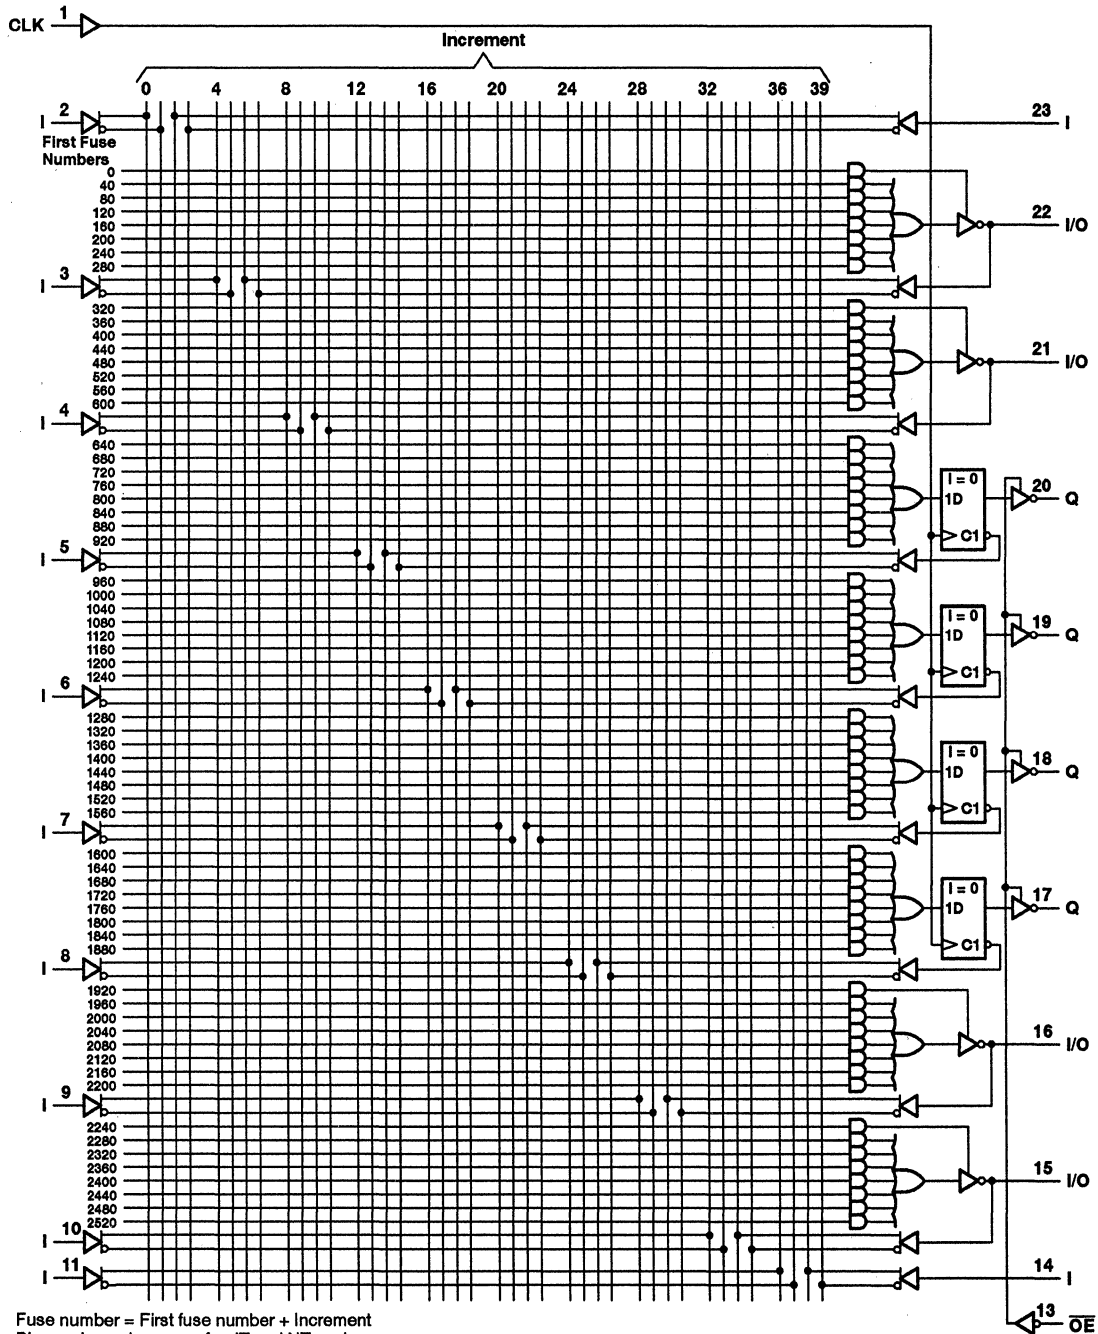 CLK 1
Increment
0 4 8 12 16 20 24 28 32 36 39
I 2 23 I
First Fuse
Numbers
0
40
80
120
160 22 I/O
200
240
280
I 3
320
360
400
440
480 21 I/O
520
560
600
I 4
640
680
720 I = 0
760
800 1D 20 Q
840
880
920 C1
I 5
960
1000
1040 I = 0
1080
1120 1D 19 Q
1160
1200
1240 C1
I 6
1280
1320
1360 I = 0
1400
1440 1D 18 Q
1480
1520
1560 C1
I 7
1600
1640
1680 I = 0
1720
1760 1D 17 Q
1800
1840
1880 C1
I 8
1920
1960
2000
2040
2080 16 I/O
2120
2160
2200
I 9
2240
2280
2320
2360
2400 15 I/O
2440
2480
2520
I 10
I 11 14 I
13 OE
Fuse number = First fuse number + Increment